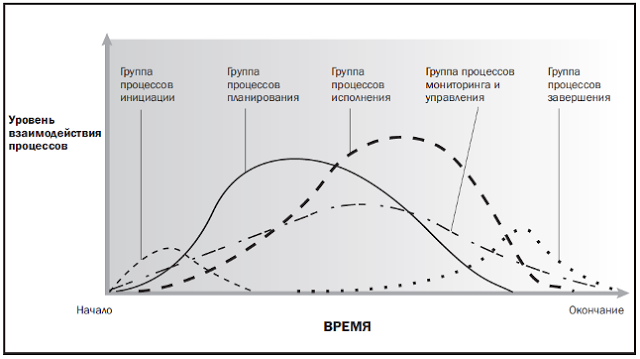 Группа
процессов
инициации
Группа
процессов
планирования
Группа
процессов
исполнения
Группа процессов
мониторинга и
управления
Группа
процессов
завершения
Уровень
взаимодействия
процессов
Начало
Окончание
ВРЕМЯ